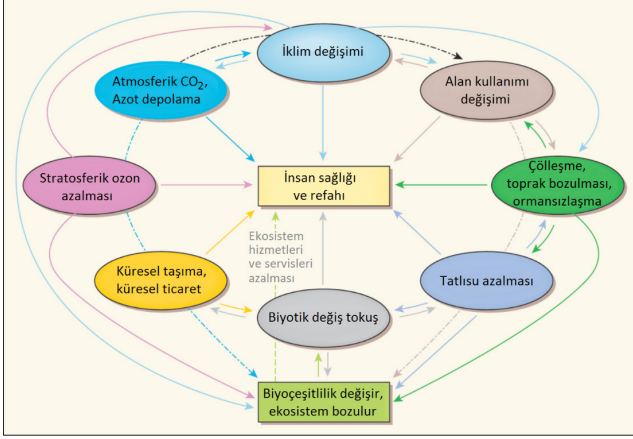 İklim değişimi
Atmosferik CO₂,
Azot depolama
Alan kullanımı
değişimi
Stratosferik ozon
azalması
İnsan sağlığı
ve refahı
Çölleşme,
toprak bozulması,
ormansızlaşma
Ekosistem
hizmetleri
ve servisleri
azalması
Küresel taşıma,
küresel ticaret
Tatlısu azalması
Biyotik değiş tokuş
Biyoçeşitlilik değişir,
ekosistem bozulur